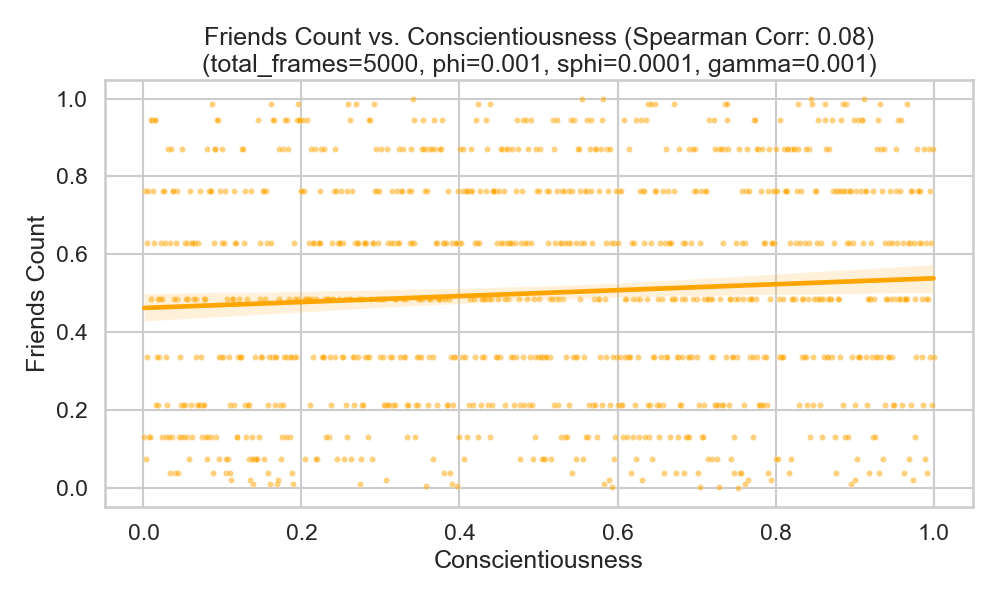 Friends Count vs. Conscientiousness (Spearman Corr: 0.08)
(total_frames=5000, phi=0.001, sphi=0.0001, gamma=0.001)
Friends Count
1.0
0.8
0.6
0.4
0.2
0.0
0.0 0.2 0.4 0.6 0.8 1.0
Conscientiousness